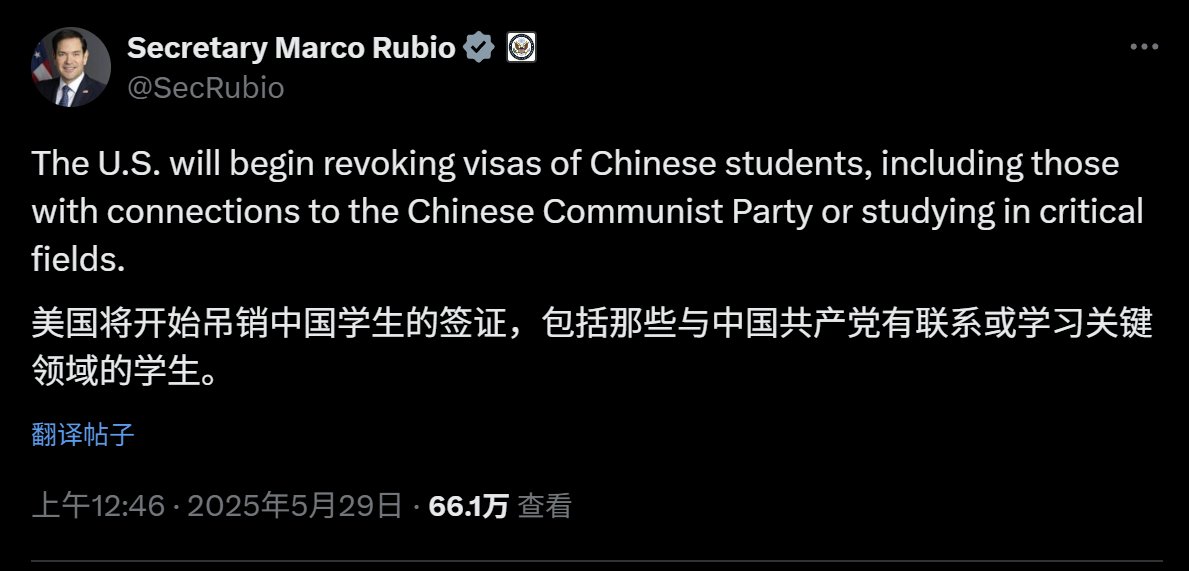 Secretary Marco Rubio
@SecRubio
The U.S. will begin revoking visas of Chinese students, including those
with connections to the Chinese Communist Party or studying in critical
fields.
美国将开始吊销中国学生的签证，包括那些与中国共产党有联系或学习关键
领域的学生。
翻译帖子
上午12:46 · 2025年5月29日 · 66.1万 查看